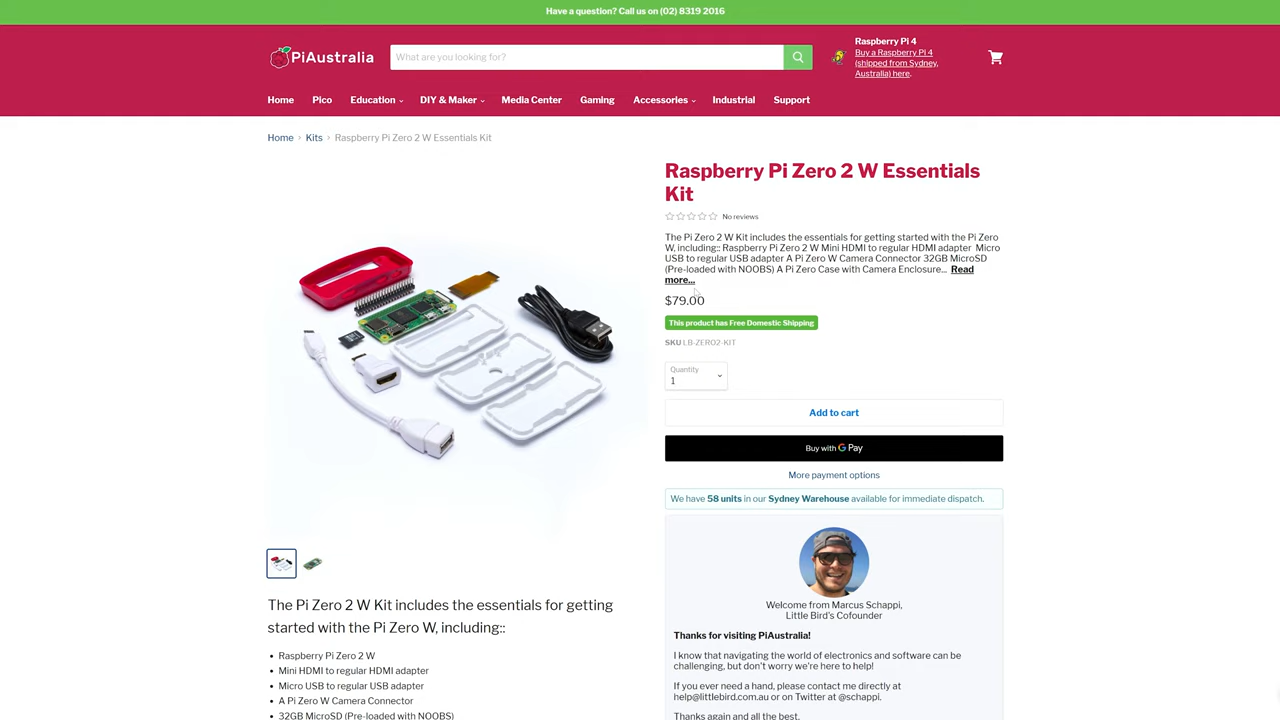 Have a question? Call us on (02) 8319 2016
PiAustralia
What are you looking for?
Raspberry Pi 4
Buy a Raspberry Pi 4
(shipped from Sydney,
Australia) here.
Home Pico Education DIY & Maker Media Center Gaming Accessories Industrial Support
Home › Kits › Raspberry Pi Zero 2 W Essentials Kit
Raspberry Pi Zero 2 W Essentials
Kit
No reviews
The Pi Zero 2 W Kit includes the essentials for getting started with the Pi Zero
W, including:: Raspberry Pi Zero 2 W Mini HDMI to regular HDMI adapter Micro
USB to regular USB adapter A Pi Zero W Camera Connector 32GB MicroSD
(Pre-loaded with NOOBS) A Pi Zero Case with Camera Enclosure... Read
more...
$79.00
This product has Free Domestic Shipping
SKU LB-ZERO2-KIT
Quantity
1
Add to cart
Buy with G Pay
More payment options
We have 58 units in our Sydney Warehouse available for immediate dispatch.
Welcome from Marcus Schappi,
Little Bird's Cofounder
Thanks for visiting PiAustralia!
I know that navigating the world of electronics and software can be
challenging, but don't worry we're here to help!
If you ever need a hand, please contact me directly at
help@littlebird.com.au or on Twitter at @schappi.
Thanks again and all the best,
The Pi Zero 2 W Kit includes the essentials for getting
started with the Pi Zero W, including::
• Raspberry Pi Zero 2 W
• Mini HDMI to regular HDMI adapter
• Micro USB to regular USB adapter
• A Pi Zero W Camera Connector
• 32GB MicroSD (Pre-loaded with NOOBS)